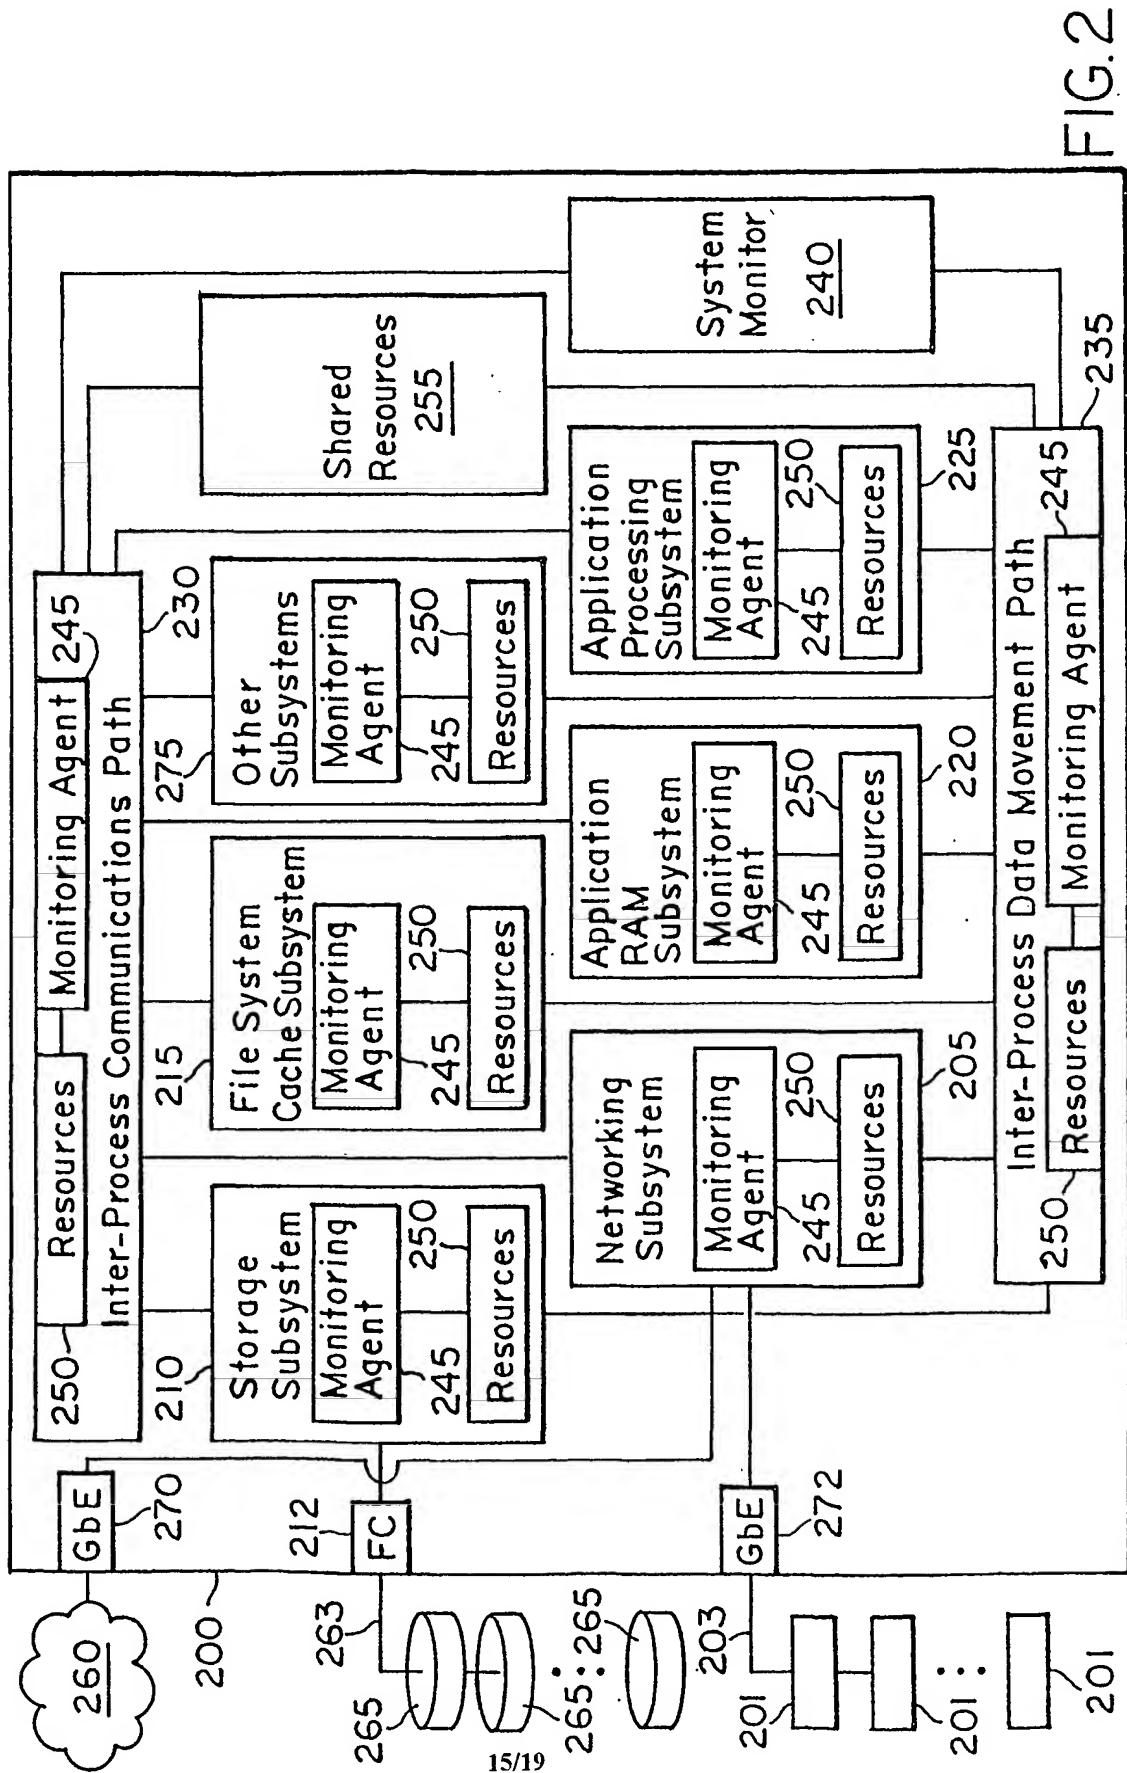 FIG.2
260
GbE
270
200
250
Resources
Monitoring Agent
245
Inter-Process Communications Path
230
210
Storage
Subsystem
Monitoring
Agent
245
250
Resources
215
File System
Cache Subsystem
Monitoring
Agent
245
250
Resources
275
Other
Subsystems
Monitoring
Agent
245
250
Resources
Shared
Resources
255
System
Monitor
240
212
FC
263
265
265
265
265
Networking
Subsystem
Monitoring
Agent
245
250
Resources
205
Application
RAM
Subsystem
Monitoring
Agent
245
250
Resources
220
Application
Processing
Subsystem
Monitoring
Agent
245
250
Resources
225
GbE
272
203
201
201
201
Inter-Process Data Movement Path
235
250
Resources
Monitoring Agent
245
15/19